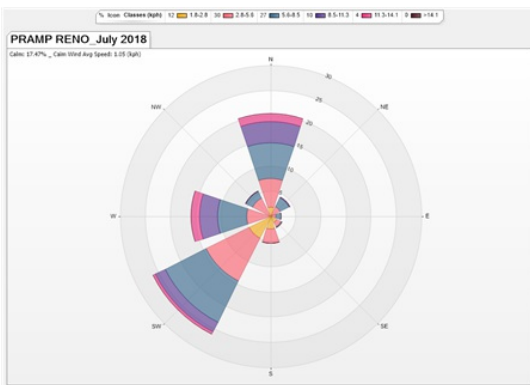 % Icon Classes (kph) 12 1.8-2.8 30 2.8-5.6 27 5.6-8.5 10 8.5-11.3 4 11.3-14.1 0 >14.1
PRAMP RENO_July 2018
Calm: 17.47% _ Calm Wind Avg Speed: 1.05 (kph)
N
30
25
NW
NE
20
15
10
5
W
E
SW
SE
S